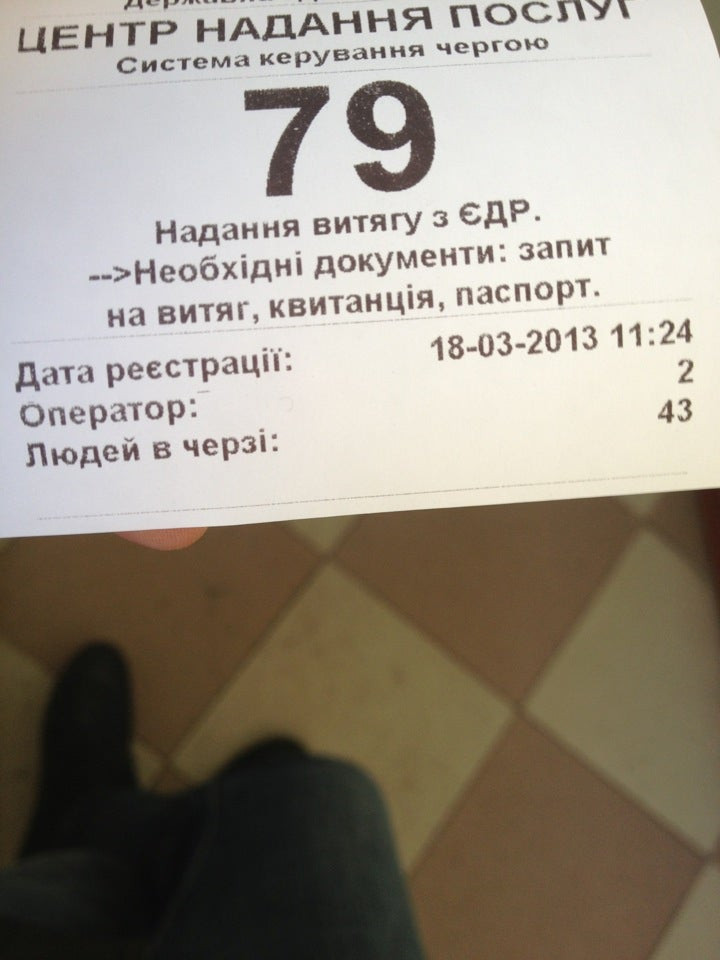 ЦЕНТР НАДАННЯ ПОСЛУГ
Система керування чергою
79
Надання витягу з ЄДР.
-->Необхідні документи: запит
на витяг, квитанція, паспорт.
Дата реєстрації: 18-03-2013 11:24
Оператор: 2
Людей в черзі: 43